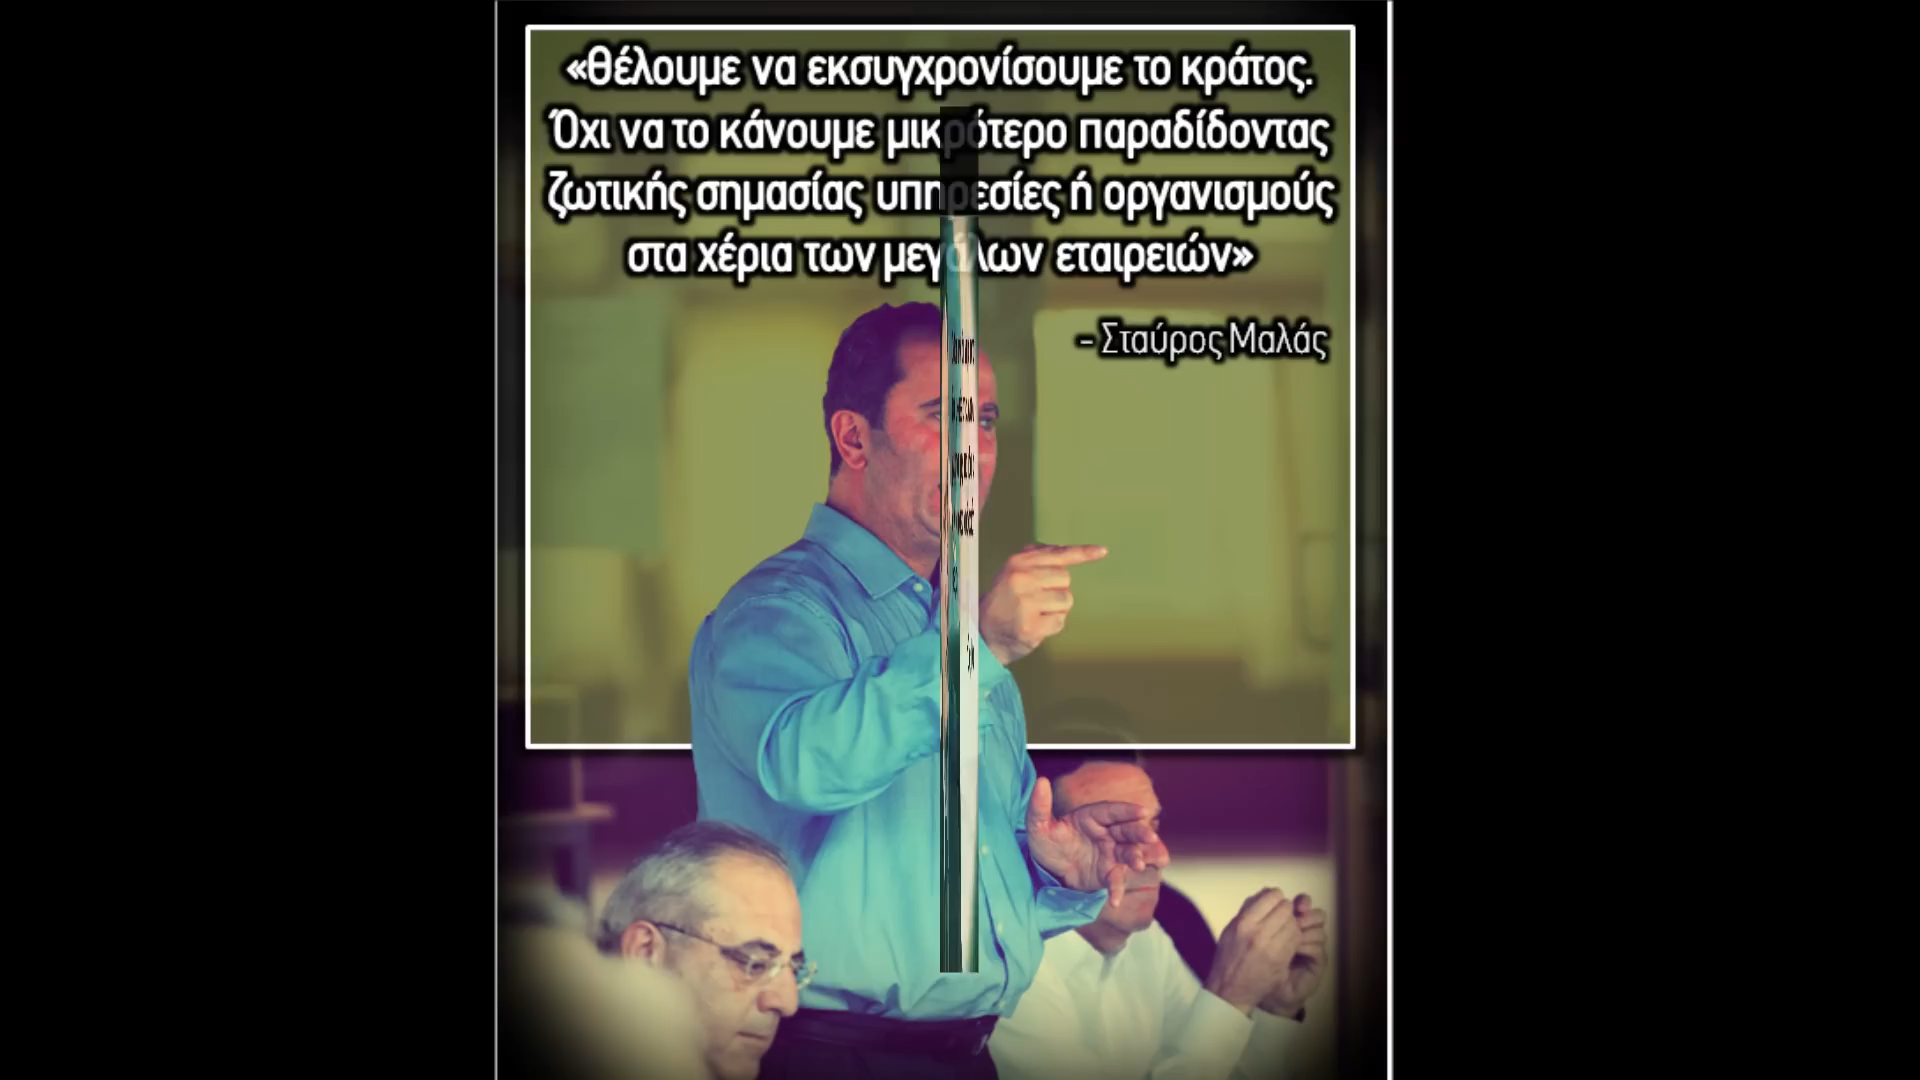 «θέλουμε να εκσυγχρονίσουμε το κράτος.
Όχι να το κάνουμε μικρότερο παραδίδοντας
ζωτικής σημασίας υπηρεσίες ή οργανισμούς
στα χέρια των μεγάλων εταιρειών»
- Σταύρος Μαλάς